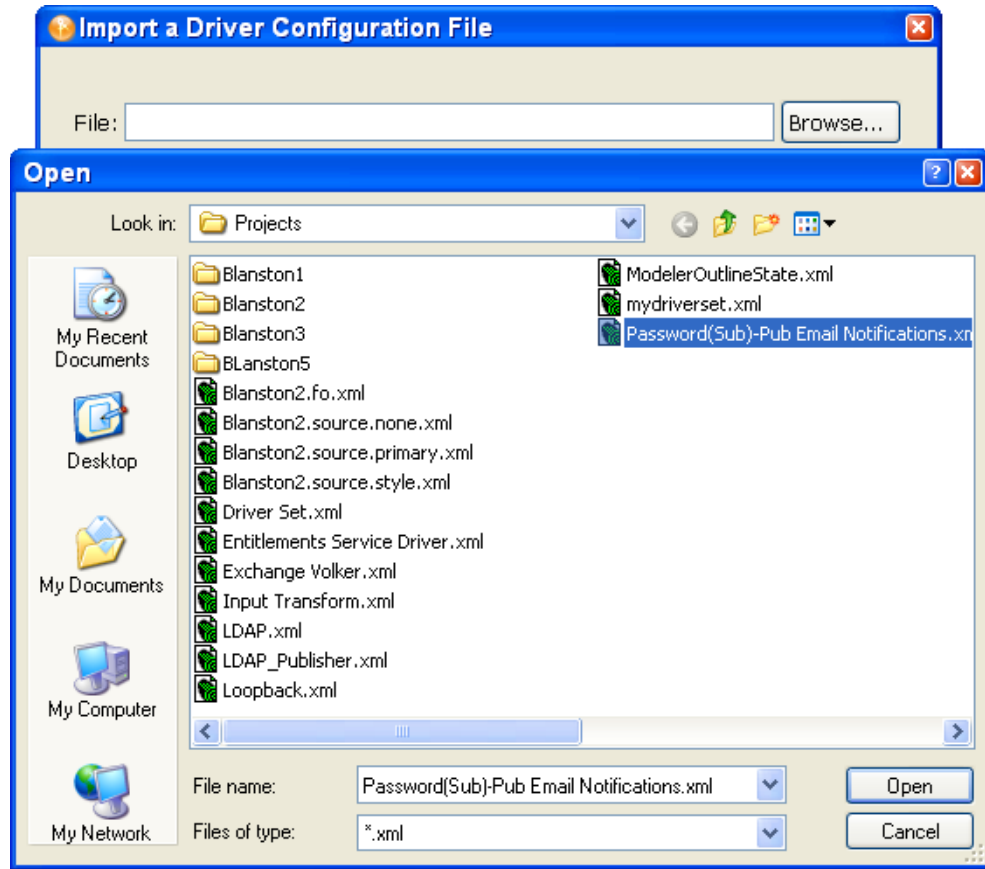 Import a Driver Configuration File
File:
Browse...
Open
Look in:
Projects
My Recent
Documents
Desktop
My Documents
My Computer
My Network
Blanston1
Blanston2
Blanston3
BLanston5
Blanston2.fo.xml
Blanston2.source.none.xml
Blanston2.source.primary.xml
Blanston2.source.style.xml
Driver Set.xml
Entitlements Service Driver.xml
Exchange Volker.xml
Input Transform.xml
LDAP.xml
LDAP_Publisher.xml
Loopback.xml
ModelerOutlineState.xml
mydriverset.xml
Password(Sub)-Pub Email Notifications.xm
File name:
Password(Sub)-Pub Email Notifications.xml
Open
Files of type:
*.xml
Cancel